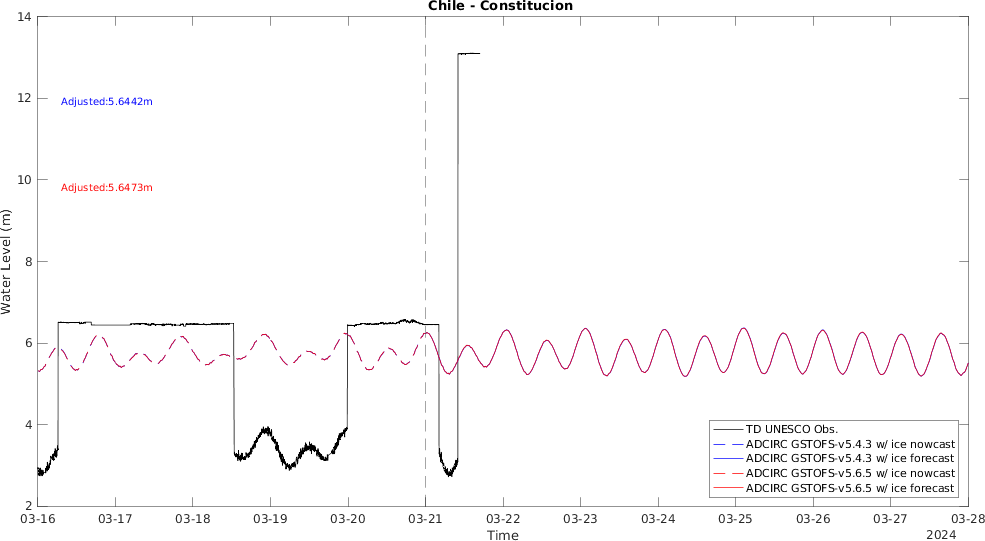 Chile - Constitucion
14
12
10
8
6
4
2
Water Level (m)
Adjusted:5.6442m
Adjusted:5.6473m
TD UNESCO Obs.
ADCIRC GSTOFS-v5.4.3 w/ ice nowcast
ADCIRC GSTOFS-v5.4.3 w/ ice forecast
ADCIRC GSTOFS-v5.6.5 w/ ice nowcast
ADCIRC GSTOFS-v5.6.5 w/ ice forecast
03-16 03-17 03-18 03-19 03-20 03-21 03-22 03-23 03-24 03-25 03-26 03-27 03-28
Time
2024